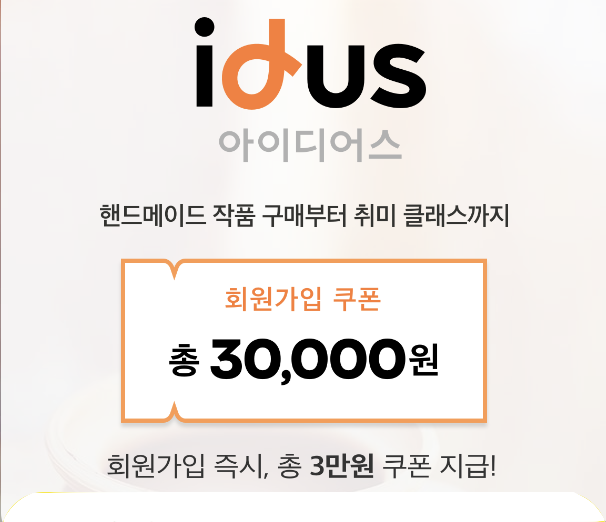 idus
아이디어스
핸드메이드 작품 구매부터 취미 클래스까지
회원가입 쿠폰
총 30,000원
회원가입 즉시, 총 3만원 쿠폰 지급!